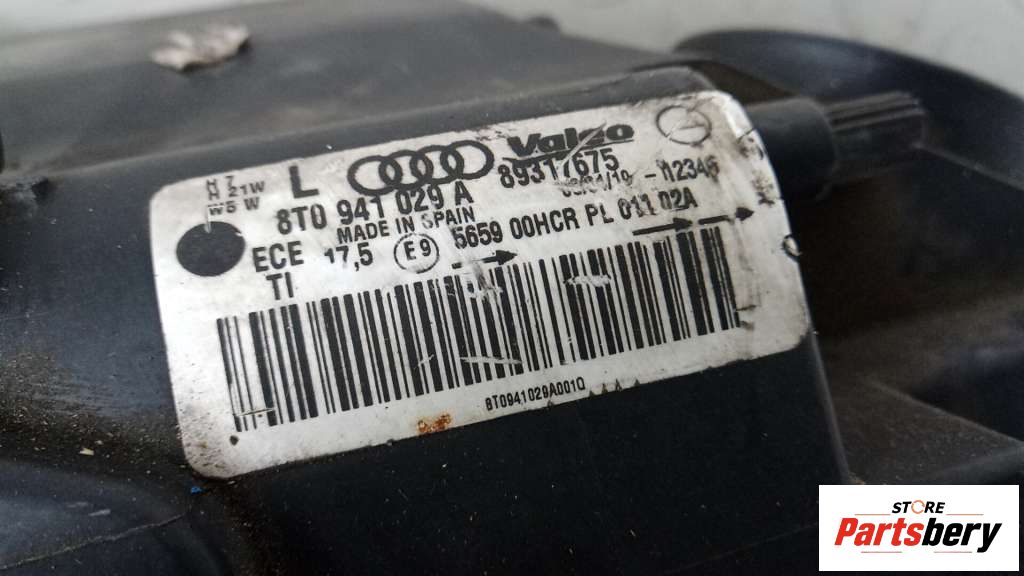 H 7
H 21W
W5 W
L
Valeo
89317675
8T0 941 029 A
MADE IN SPAIN
ECE 17,5 E9 5659 00HCR PL 011 02A
TI
8T0941029A001Q
STORE
Partsbery